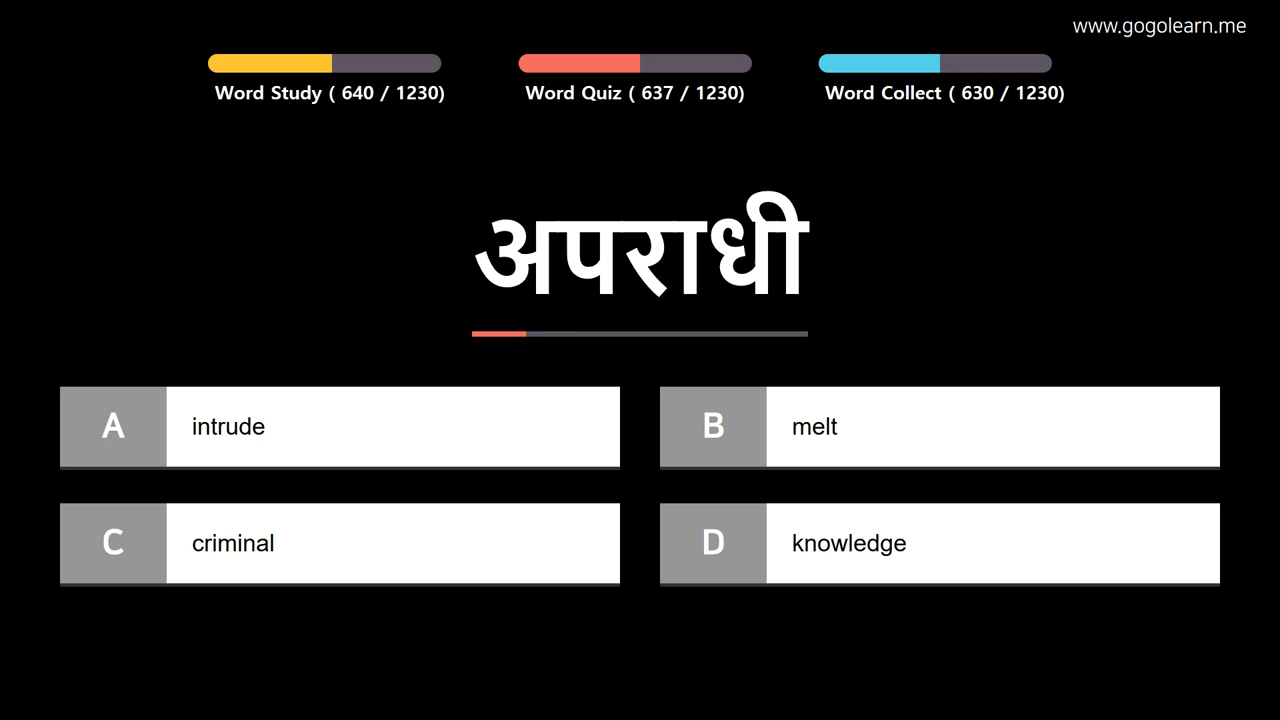 www.gogolearn.me
Word Study ( 640 / 1230)
Word Quiz ( 637 / 1230)
Word Collect ( 630 / 1230)
अपराधी
A
intrude
B
melt
C
criminal
D
knowledge